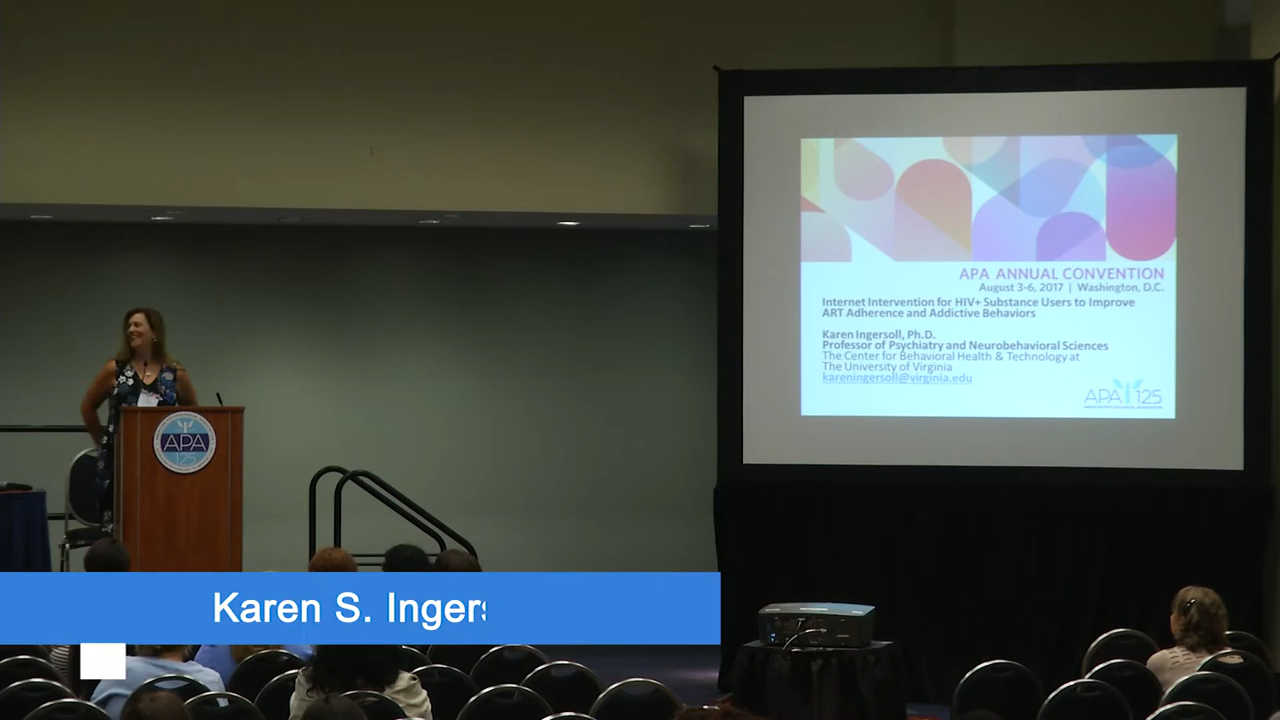 APA ANNUAL CONVENTION
August 3-6, 2017 | Washington, D.C.
Internet Intervention for HIV+ Substance Users to Improve
ART Adherence and Addictive Behaviors
Karen Ingersoll, Ph.D.
Professor of Psychiatry and Neurobehavioral Sciences
The Center for Behavioral Health & Technology at
The University of Virginia
kareningersoll@virginia.edu
APA 125
APA
125
Karen S. Ingers